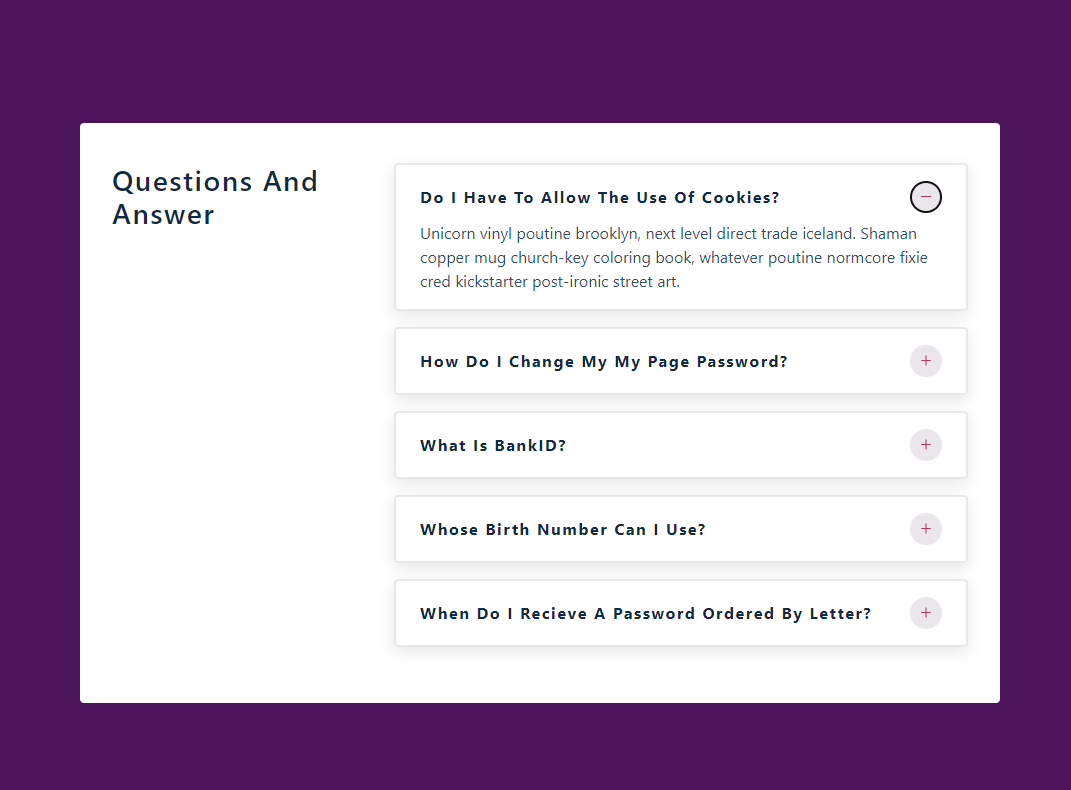 Questions And
Answer
Do I Have To Allow The Use Of Cookies?
Unicorn vinyl poutine brooklyn, next level direct trade iceland. Shaman
copper mug church-key coloring book, whatever poutine normcore fixie
cred kickstarter post-ironic street art.
How Do I Change My My Page Password?
What Is BankID?
Whose Birth Number Can I Use?
When Do I Recieve A Password Ordered By Letter?